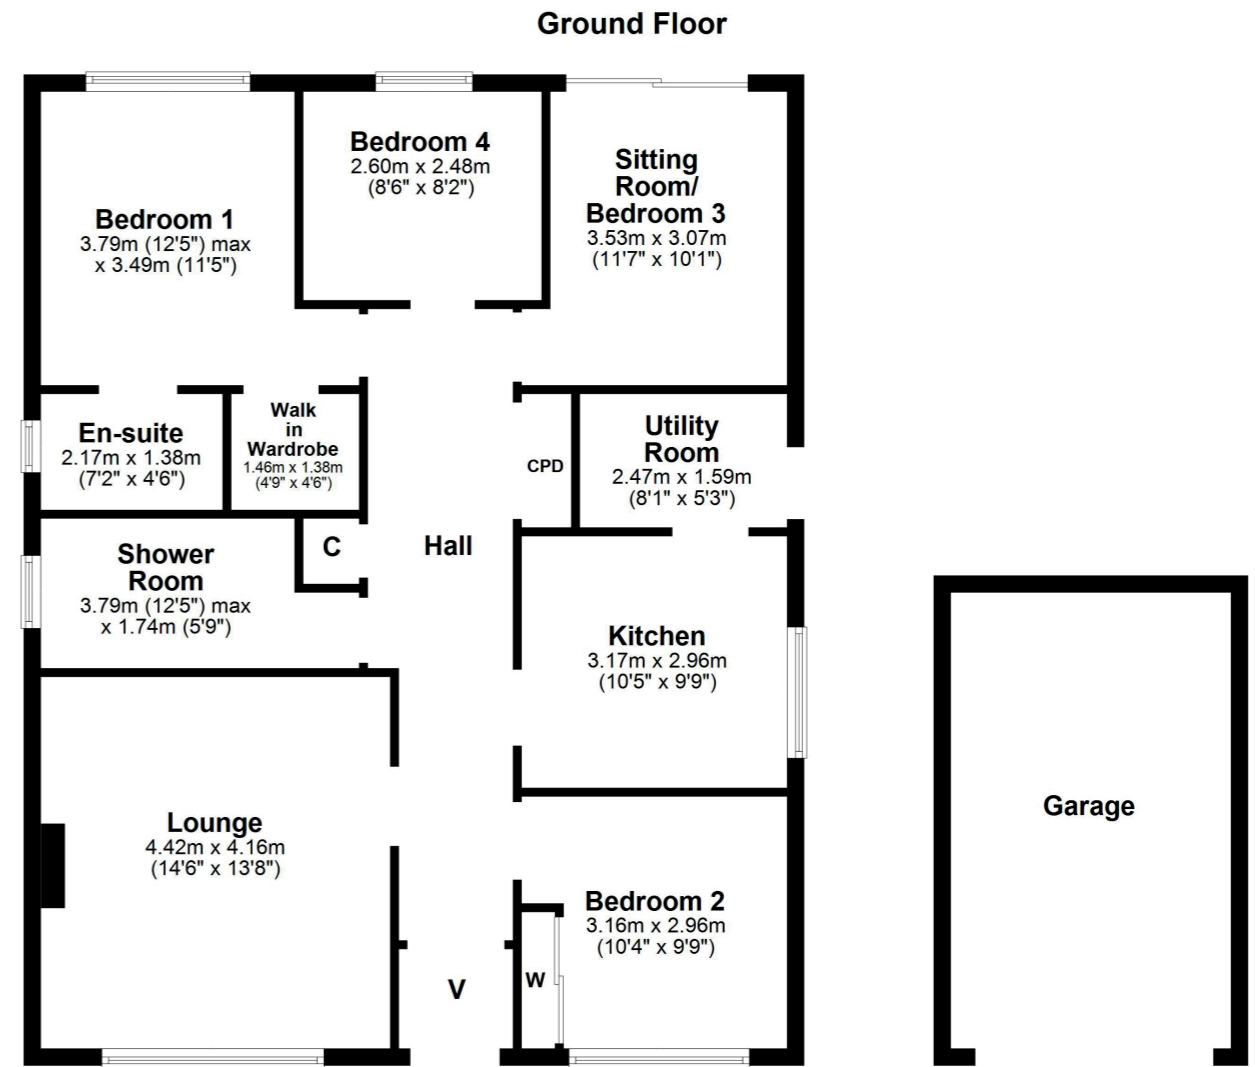 Ground Floor
Bedroom 1
3.79m (12'5") max
x 3.49m (11'5")
Bedroom 4
2.60m x 2.48m
(8'6" x 8'2")
Sitting
Room/
Bedroom 3
3.53m x 3.07m
(11'7" x 10'1")
En-suite
2.17m x 1.38m
(7'2" x 4'6")
Walk
in
Wardrobe
1.46m x 1.38m
(4'9" x 4'6")
CPD
Utility
Room
2.47m x 1.59m
(8'1" x 5'3")
Shower
Room
3.79m (12'5") max
x 1.74m (5'9")
C
Hall
Kitchen
3.17m x 2.96m
(10'5" x 9'9")
Lounge
4.42m x 4.16m
(14'6" x 13'8")
Bedroom 2
3.16m x 2.96m
(10'4" x 9'9")
W
V
Garage